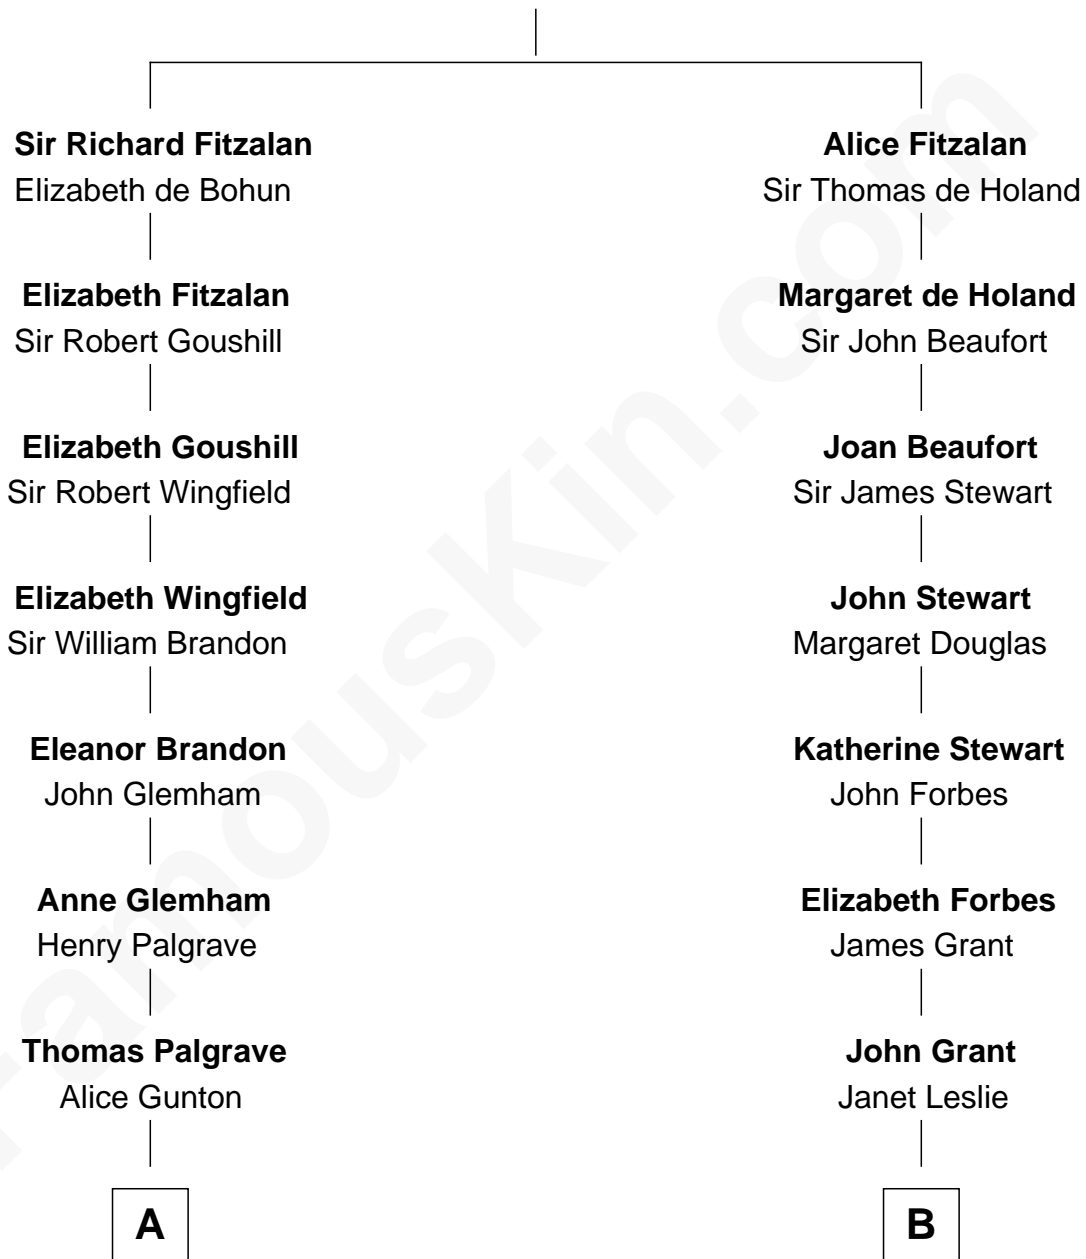 Sir Richard Fitzalan
Elizabeth de Bohun
Alice Fitzalan
Sir Thomas de Holand
Elizabeth Fitzalan
Sir Robert Goushill
Margaret de Holand
Sir John Beaufort
Elizabeth Goushill
Sir Robert Wingfield
Joan Beaufort
Sir James Stewart
Elizabeth Wingfield
Sir William Brandon
John Stewart
Margaret Douglas
Eleanor Brandon
John Glemham
Katherine Stewart
John Forbes
Anne Glemham
Henry Palgrave
Elizabeth Forbes
James Grant
Thomas Palgrave
Alice Gunton
John Grant
Janet Leslie
A
B
FamousKin.com